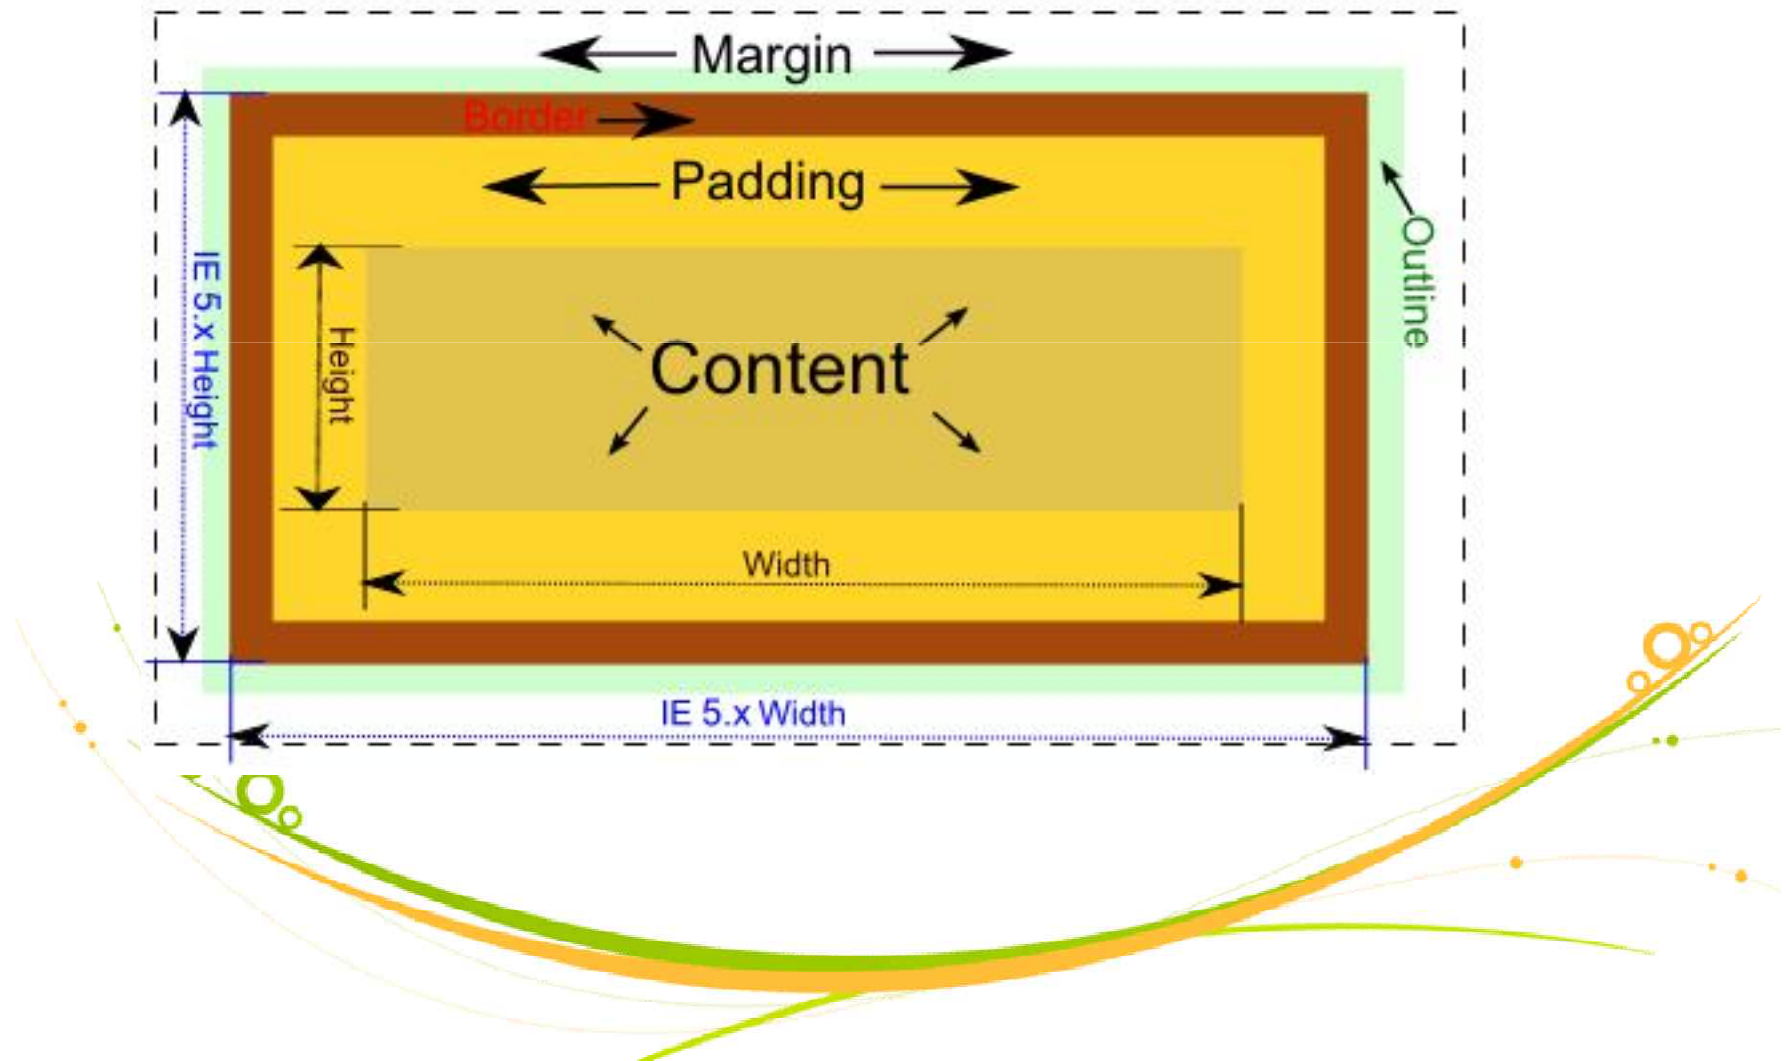 Margin
Border
Padding
Outline
IE 5.x Height
Height
Content
Width
IE 5.x Width